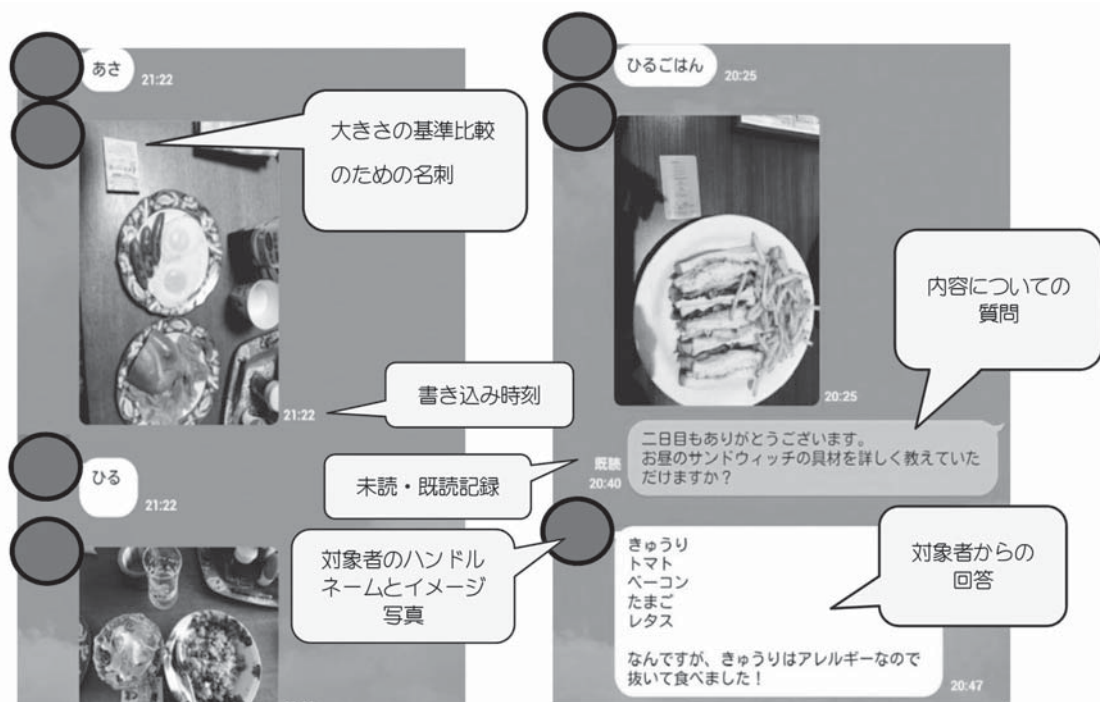 あさ
21:22
大きさの基準比較
のための名刺
21:22
書き込み時刻
ひる
21:22
未読・既読記録
対象者のハンドル
ネームとイメージ
写真
ひるごはん
20:25
20:25
内容についての
質問
二日目もありがとうございます。
お昼のサンドウィッチの具材を詳しく教えていた
だけますか？
既読
20:40
きゅうり
トマト
ベーコン
たまご
レタス
なんですが、きゅうりはアレルギーなので
抜いて食べました！
20:47
対象者からの
回答